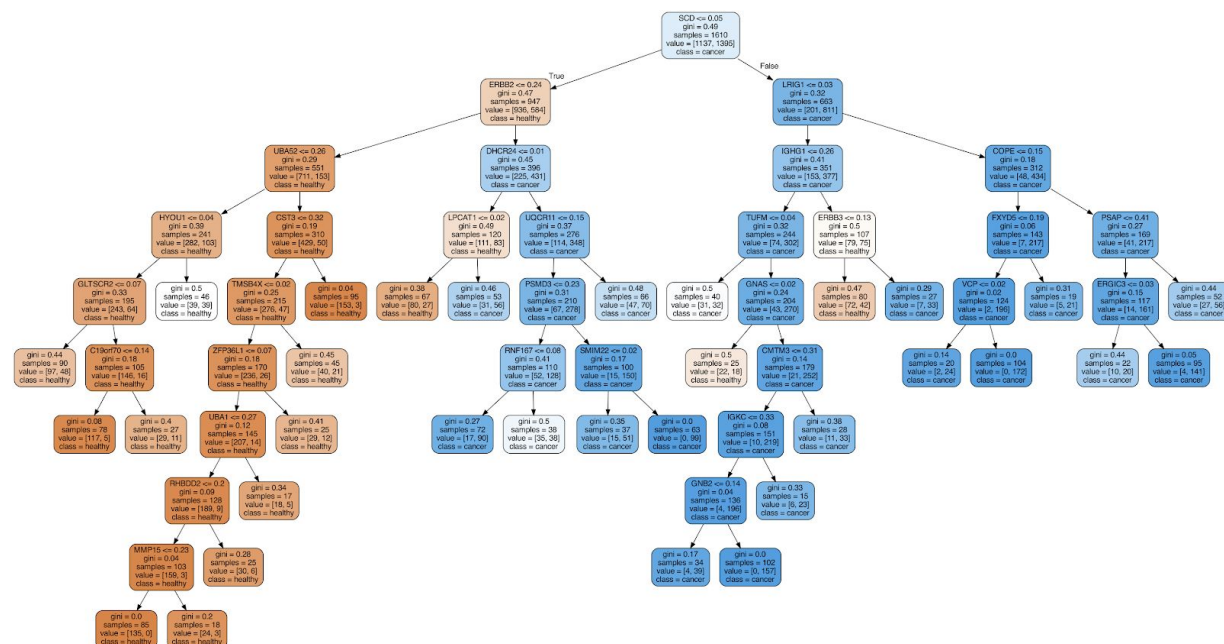 SCD <= 0.05
gini = 0.49
samples = 1610
value = [1137, 1395]
class = cancer
True
False
ERBB2 <= 0.24
gini = 0.47
samples = 947
value = [936, 584]
class = healthy
LRIG1 <= 0.03
gini = 0.32
samples = 663
value = [201, 811]
class = cancer
UBA52 <= 0.26
gini = 0.29
samples = 551
value = [711, 153]
class = healthy
DHCR24 <= 0.01
gini = 0.45
samples = 396
value = [225, 431]
class = cancer
IGHG1 <= 0.26
gini = 0.41
samples = 351
value = [153, 377]
class = cancer
COPE <= 0.15
gini = 0.18
samples = 312
value = [48, 434]
class = cancer
HYOU1 <= 0.04
gini = 0.39
samples = 241
value = [282, 103]
class = healthy
CST3 <= 0.32
gini = 0.19
samples = 310
value = [429, 50]
class = healthy
LPCAT1 <= 0.02
gini = 0.49
samples = 120
value = [111, 83]
class = healthy
UQCR11 <= 0.15
gini = 0.37
samples = 276
value = [114, 348]
class = cancer
TUFM <= 0.04
gini = 0.32
samples = 244
value = [74, 302]
class = cancer
ERBB3 <= 0.13
gini = 0.5
samples = 107
value = [79, 75]
class = healthy
FXYD5 <= 0.19
gini = 0.06
samples = 143
value = [7, 217]
class = cancer
PSAP <= 0.41
gini = 0.27
samples = 169
value = [41, 217]
class = cancer
GLTSCR2 <= 0.07
gini = 0.33
samples = 195
value = [243, 64]
class = healthy
gini = 0.5
samples = 46
value = [39, 39]
class = healthy
TMSB4X <= 0.02
gini = 0.25
samples = 215
value = [276, 47]
class = healthy
gini = 0.04
samples = 95
value = [153, 3]
class = healthy
gini = 0.38
samples = 67
value = [80, 27]
class = healthy
gini = 0.46
samples = 53
value = [31, 56]
class = cancer
PSMD3 <= 0.23
gini = 0.31
samples = 210
value = [67, 278]
class = cancer
gini = 0.48
samples = 66
value = [47, 70]
class = cancer
gini = 0.5
samples = 40
value = [31, 32]
class = cancer
GNAS <= 0.02
gini = 0.24
samples = 204
value = [43, 270]
class = cancer
gini = 0.47
samples = 80
value = [72, 42]
class = healthy
gini = 0.29
samples = 27
value = [7, 33]
class = cancer
VCP <= 0.02
gini = 0.02
samples = 124
value = [2, 196]
class = cancer
gini = 0.31
samples = 19
value = [5, 21]
class = cancer
ERGIC3 <= 0.03
gini = 0.15
samples = 117
value = [14, 161]
class = cancer
gini = 0.44
samples = 52
value = [27, 56]
class = cancer
gini = 0.44
samples = 90
value = [97, 48]
class = healthy
C19orf70 <= 0.14
gini = 0.18
samples = 105
value = [146, 16]
class = healthy
ZFP36L1 <= 0.07
gini = 0.18
samples = 170
value = [236, 26]
class = healthy
gini = 0.45
samples = 45
value = [40, 21]
class = healthy
RNF167 <= 0.08
gini = 0.41
samples = 110
value = [52, 128]
class = cancer
SMIM22 <= 0.02
gini = 0.17
samples = 100
value = [15, 150]
class = cancer
gini = 0.5
samples = 25
value = [22, 18]
class = healthy
CMTM3 <= 0.31
gini = 0.14
samples = 179
value = [21, 252]
class = cancer
gini = 0.14
samples = 20
value = [2, 24]
class = cancer
gini = 0.0
samples = 104
value = [0, 172]
class = cancer
gini = 0.44
samples = 22
value = [10, 20]
class = cancer
gini = 0.05
samples = 95
value = [4, 141]
class = cancer
gini = 0.08
samples = 78
value = [117, 5]
class = healthy
gini = 0.4
samples = 27
value = [29, 11]
class = healthy
UBA1 <= 0.27
gini = 0.12
samples = 145
value = [207, 14]
class = healthy
gini = 0.41
samples = 25
value = [29, 12]
class = healthy
gini = 0.27
samples = 72
value = [17, 90]
class = cancer
gini = 0.5
samples = 38
value = [35, 38]
class = cancer
gini = 0.35
samples = 37
value = [15, 51]
class = cancer
gini = 0.0
samples = 63
value = [0, 99]
class = cancer
IGKC <= 0.33
gini = 0.08
samples = 151
value = [10, 219]
class = cancer
gini = 0.38
samples = 28
value = [11, 33]
class = cancer
RHBDD2 <= 0.2
gini = 0.09
samples = 128
value = [189, 9]
class = healthy
gini = 0.34
samples = 17
value = [18, 5]
class = healthy
GNB2 <= 0.14
gini = 0.04
samples = 136
value = [4, 196]
class = cancer
gini = 0.33
samples = 15
value = [6, 23]
class = cancer
MMP15 <= 0.23
gini = 0.04
samples = 103
value = [159, 3]
class = healthy
gini = 0.28
samples = 25
value = [30, 6]
class = healthy
gini = 0.17
samples = 34
value = [4, 39]
class = cancer
gini = 0.0
samples = 102
value = [0, 157]
class = cancer
gini = 0.0
samples = 85
value = [135, 0]
class = healthy
gini = 0.2
samples = 18
value = [24, 3]
class = healthy